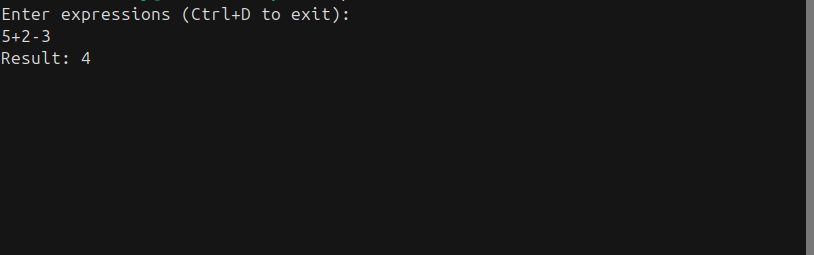 Enter expressions (Ctrl+D to exit):
5+2-3
Result: 4